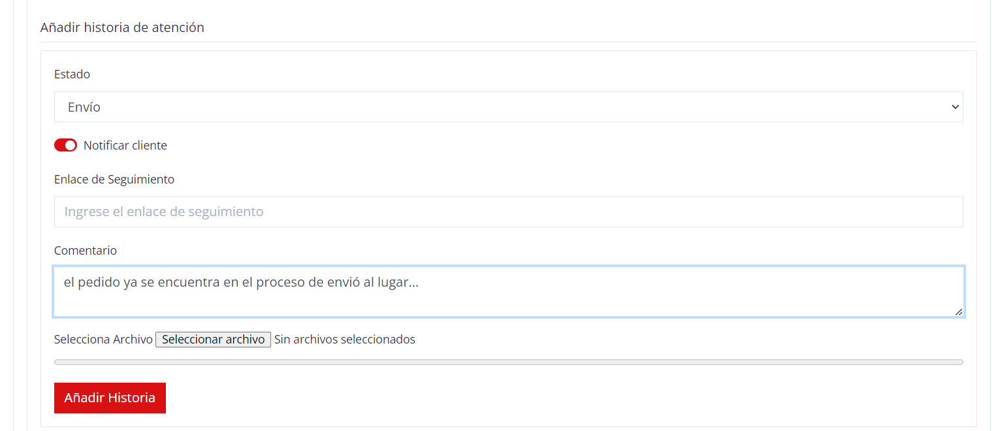 Añadir historia de atención
Estado
Envío
Notificar cliente
Enlace de Seguimiento
Ingrese el enlace de seguimiento
Comentario
el pedido ya se encuentra en el proceso de envió al lugar...
Selecciona Archivo Seleccionar archivo Sin archivos seleccionados
Añadir Historia